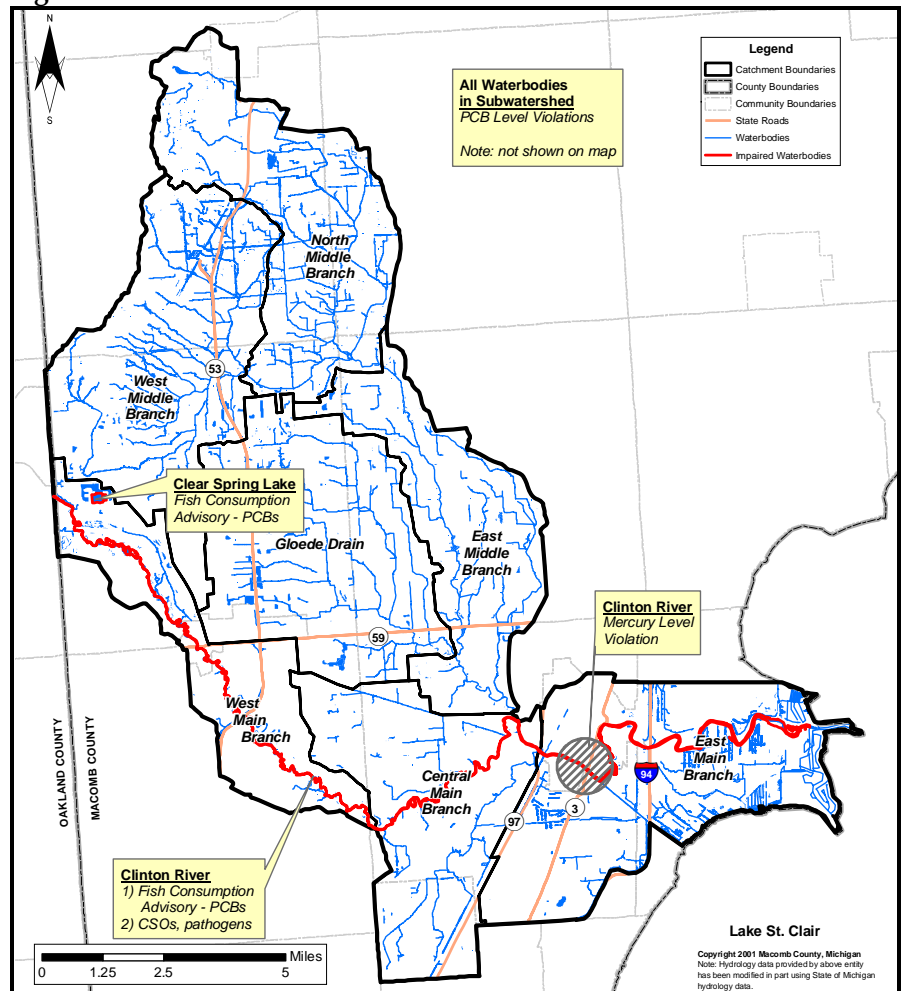 N
S
All Waterbodies
in Subwatershed
PCB Level Violations
Note: not shown on map
Legend
Catchment Boundaries
County Boundaries
Community Boundaries
State Roads
Waterbodies
Impaired Waterbodies
North
Middle
Branch
53
West
Middle
Branch
Clear Spring Lake
Fish Consumption
Advisory - PCBs
Gloede Drain
East
Middle
Branch
Clinton River
Mercury Level
Violation
59
OAKLAND COUNTY
MACOMB COUNTY
West
Main
Branch
Central
Main
Branch
East
Main
Branch
94
97
3
Clinton River
1) Fish Consumption
Advisory - PCBs
2) CSOs, pathogens
Lake St. Clair
Miles
0 1.25 2.5 5
Copyright 2001 Macomb County, Michigan
Note: Hydrology data provided by above entity
has been modified in part using State of Michigan
hydrology data.